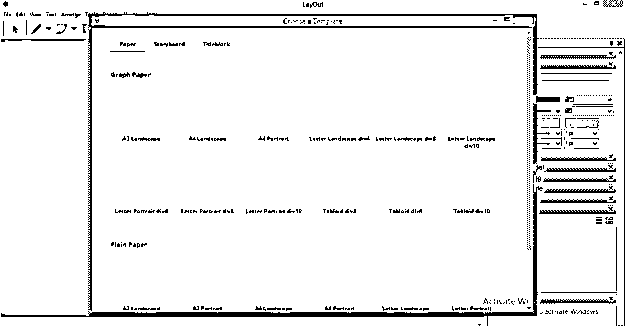 LayOut
File Edit View Text Arrange
Choose a Template
Paper Storyboard Titleblock
Graph Paper
A3 Landscape A4 Landscape A4 Portrait Letter Landscape div4 Letter Landscape div8 Letter Landscape div10
Letter Portrait div4 Letter Portrait div8 Letter Portrait div10 Tabloid div4 Tabloid div8 Tabloid div10
Plain Paper
A3 Landscape A3 Portrait A4 Landscape A4 Portrait Letter Landscape Letter Portrait
Activate Wi
Activate Windows